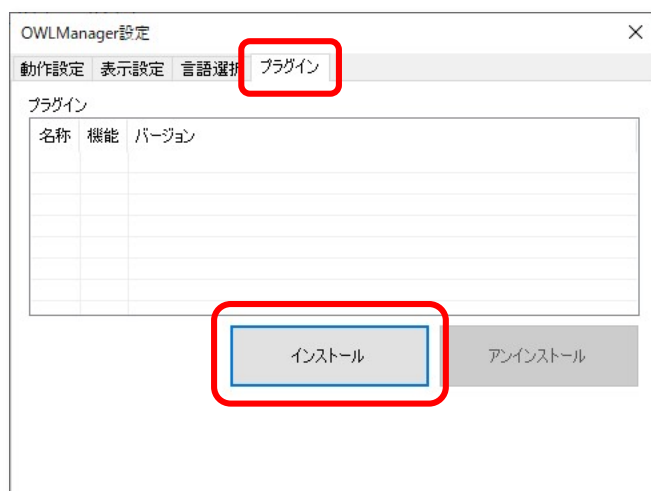 OWLManager設定
動作設定 表示設定 言語選択 プラグイン
プラグイン
名称 機能 バージョン
インストール アンインストール